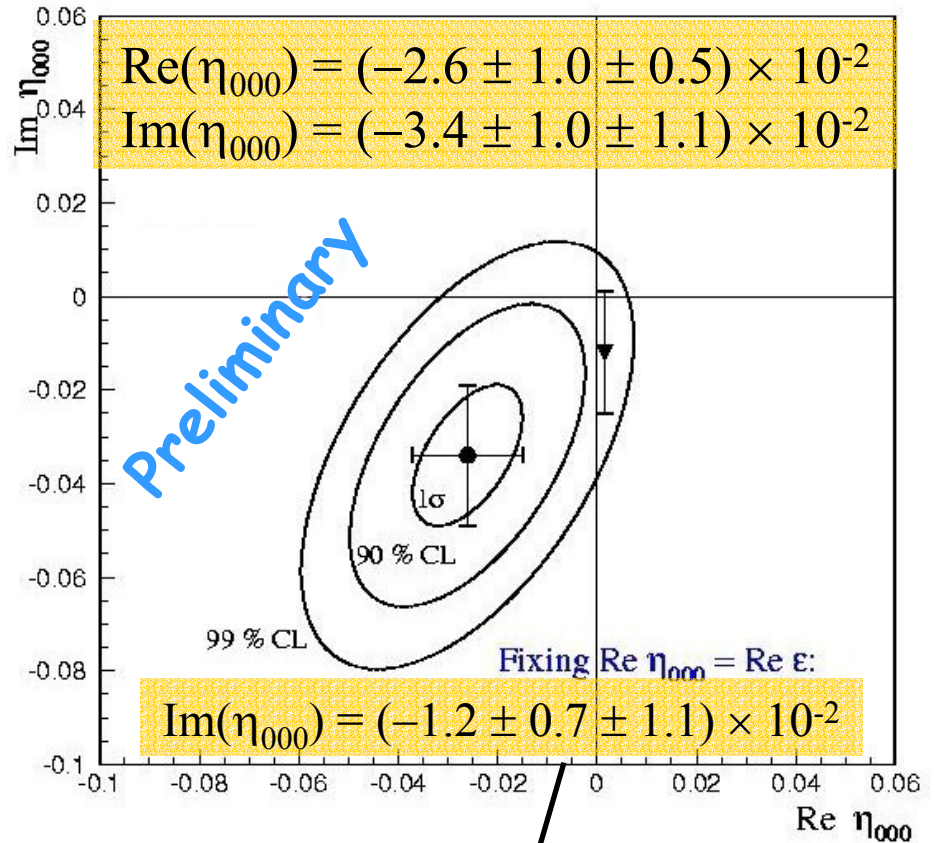 0.06
Re(η000) = (−2.6 ± 1.0 ± 0.5) × 10-2
Im η000
0.04
Im(η000) = (−3.4 ± 1.0 ± 1.1) × 10-2
0.02
Preliminary
0
-0.02
-0.04
1σ
90 % CL
-0.06
99 % CL
Fixing Re η000 = Re ε:
-0.08
Im(η000) = (−1.2 ± 0.7 ± 1.1) × 10-2
-0.1
-0.1 -0.08 -0.06 -0.04 -0.02 0 0.02 0.04 0.06
Re η000